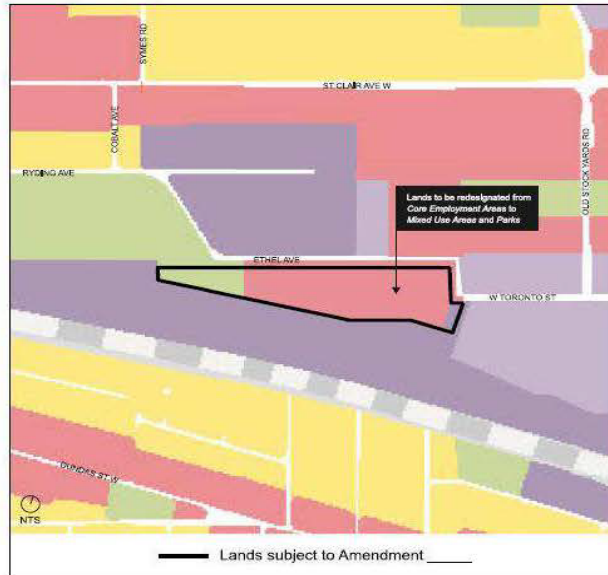 SYMES RD
ST CLAIR AVE W
COBALT AVE
OLD STOCK YARDS RD
RYDING AVE
Lands to be redesignated from
Core Employment Areas to
Mixed Use Areas and Parks
ETHEL AVE
W TORONTO ST
DUNDAS ST W
NTS
Lands subject to Amendment ____